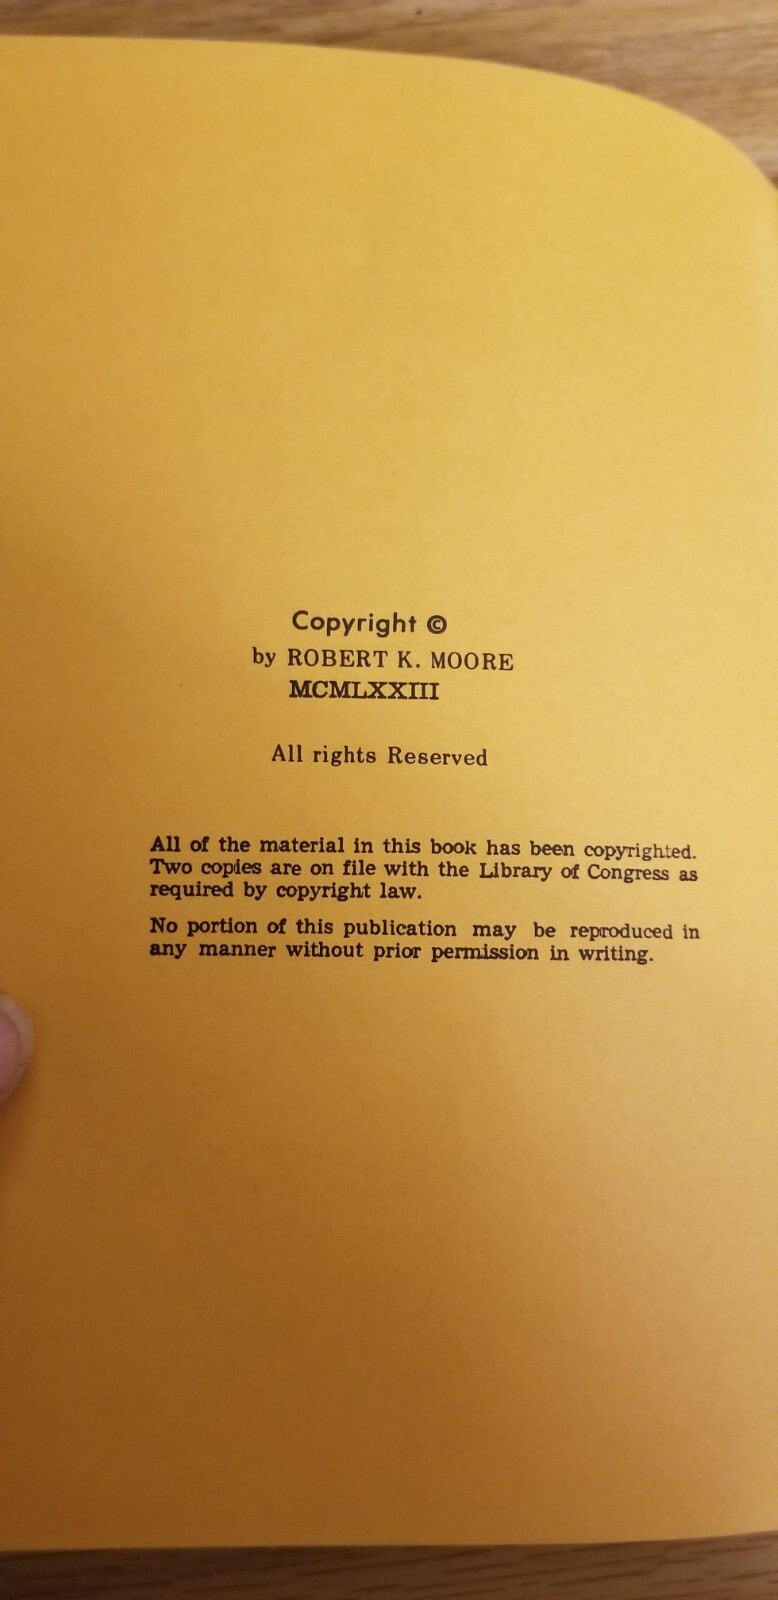 Copyright ©
by ROBERT K. MOORE
MCMLXXIII
All rights Reserved
All of the material in this book has been copyrighted.
Two copies are on file with the Library of Congress as
required by copyright law.
No portion of this publication may be reproduced in
any manner without prior permission in writing.